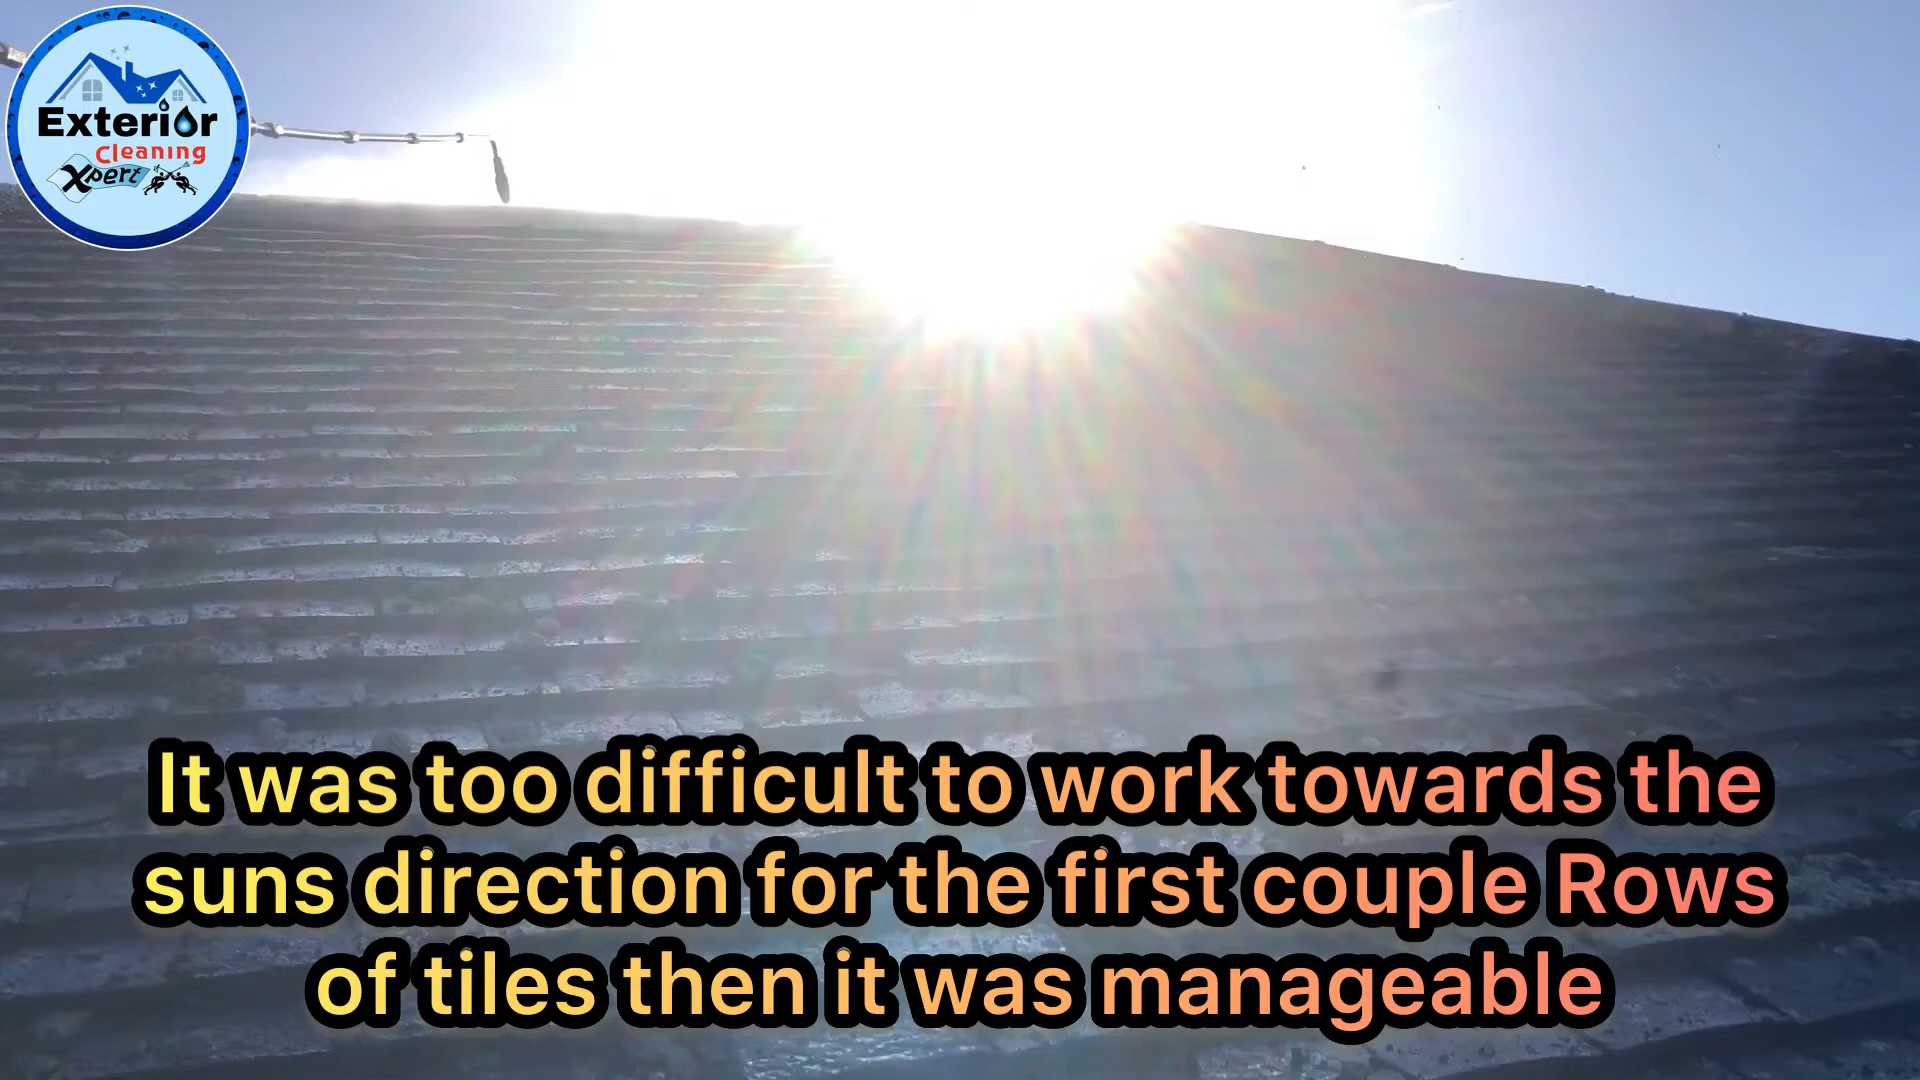 Exterior
Cleaning
Xpert
It was too difficult to work towards the
suns direction for the first couple Rows
of tiles then it was manageable